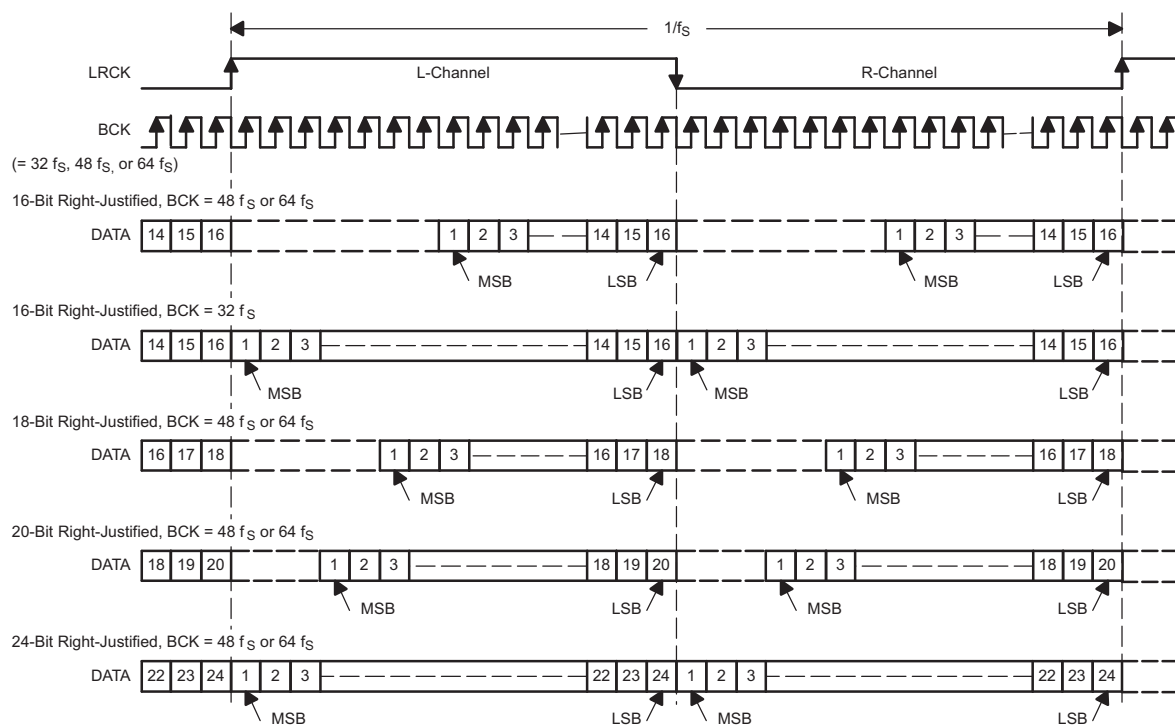 1/fS
LRCK
L-Channel
R-Channel
BCK
(= 32 fS, 48 fS, or 64 fS)
16-Bit Right-Justified, BCK = 48 fS or 64 fS
DATA 14 15 16 1 2 3 14 15 16 1 2 3 14 15 16
MSB LSB MSB LSB
16-Bit Right-Justified, BCK = 32 fS
DATA 14 15 16 1 2 3 14 15 16 1 2 3 14 15 16
MSB LSB MSB LSB
18-Bit Right-Justified, BCK = 48 fS or 64 fS
DATA 16 17 18 1 2 3 16 17 18 1 2 3 16 17 18
MSB LSB MSB LSB
20-Bit Right-Justified, BCK = 48 fS or 64 fS
DATA 18 19 20 1 2 3 18 19 20 1 2 3 18 19 20
MSB LSB MSB LSB
24-Bit Right-Justified, BCK = 48 fS or 64 fS
DATA 22 23 24 1 2 3 22 23 24 1 2 3 22 23 24
MSB LSB MSB LSB